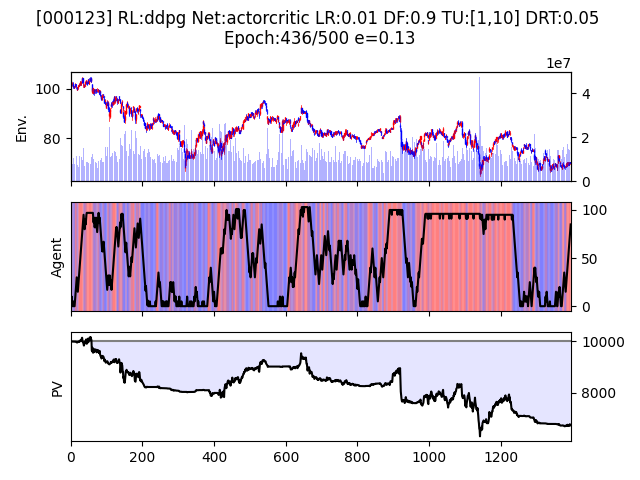 [000123] RL:ddpg Net:actorcritic LR:0.01 DF:0.9 TU:[1,10] DRT:0.05
Epoch:436/500 e=0.13
1e7
Env.
100
80
4
2
0
Agent
100
50
0
PV
10000
8000
0 200 400 600 800 1000 1200